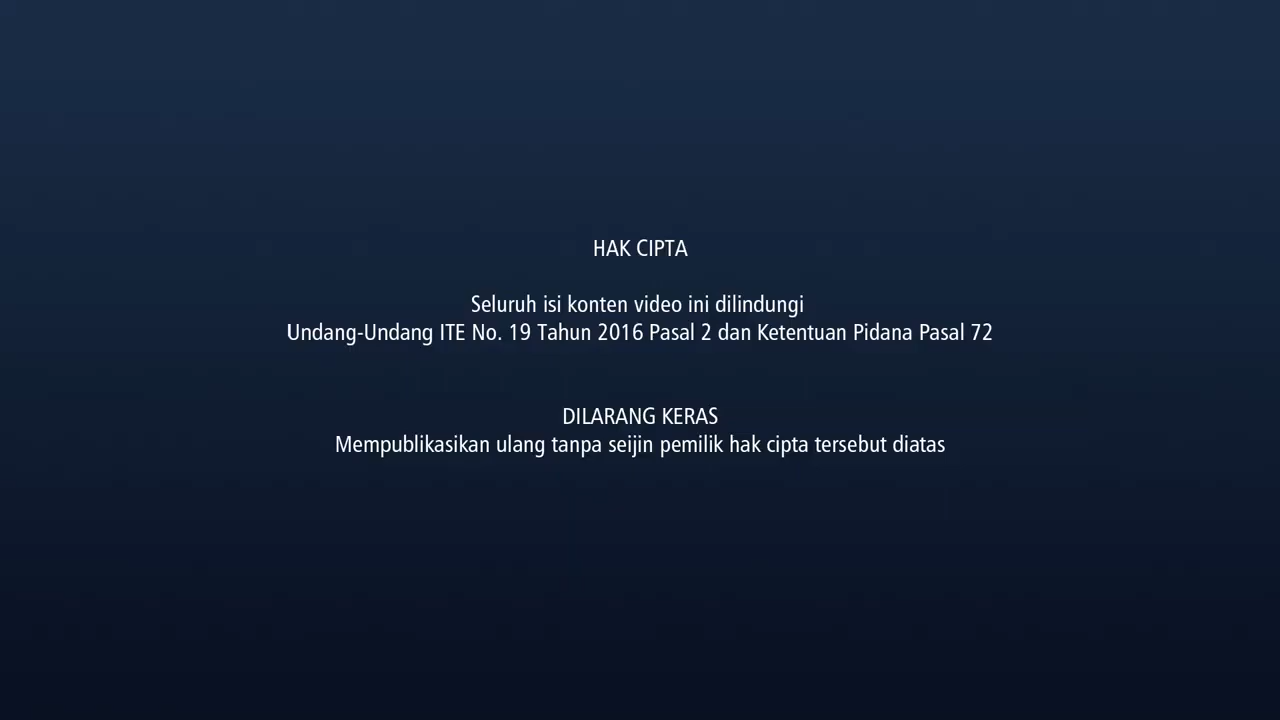 HAK CIPTA
Seluruh isi konten video ini dilindungi
Undang-Undang ITE No. 19 Tahun 2016 Pasal 2 dan Ketentuan Pidana Pasal 72
DILARANG KERAS
Mempublikasikan ulang tanpa seijin pemilik hak cipta tersebut diatas